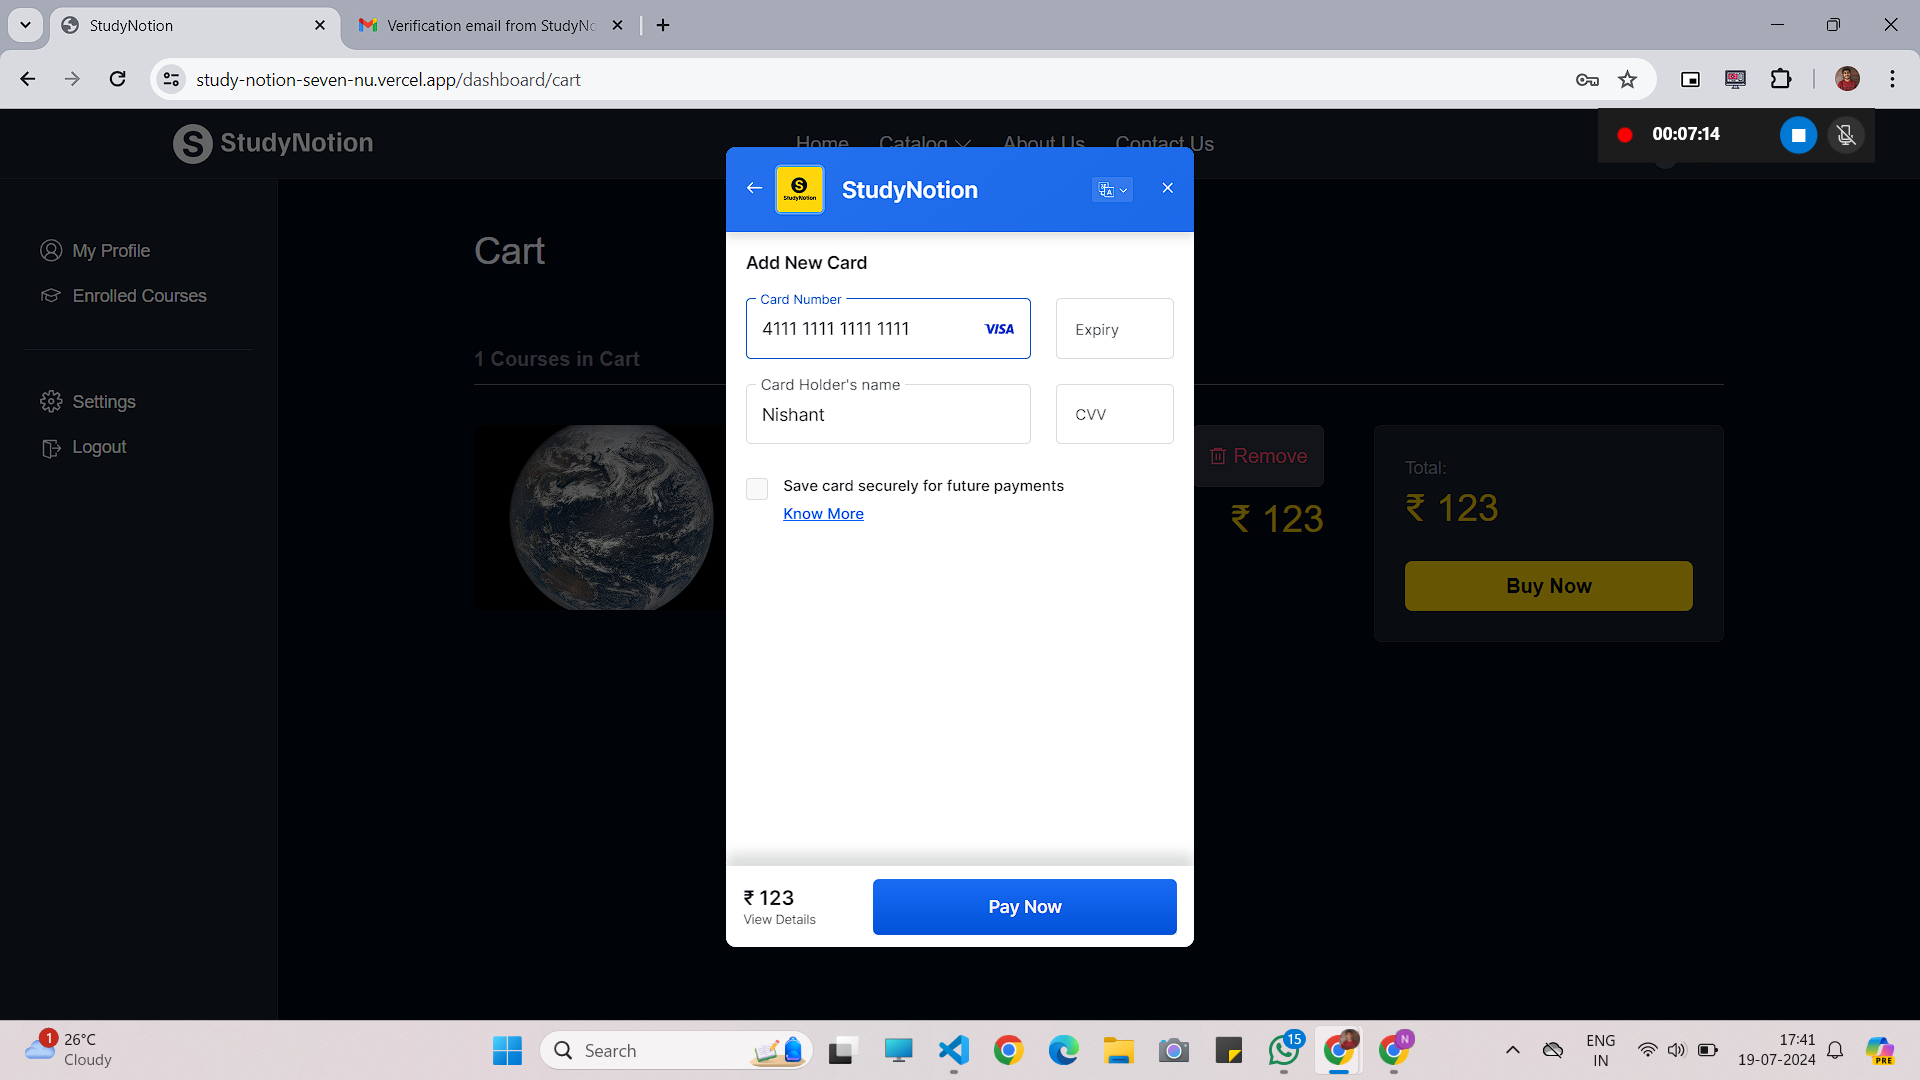 StudyNotion
Verification email from StudyNo
study-notion-seven-nu.vercel.app/dashboard/cart
StudyNotion
Home
Catalog
About Us
Contact Us
00:07:14
StudyNotion
StudyNotion
My Profile
Enrolled Courses
Settings
Logout
Cart
1 Courses in Cart
Add New Card
Card Number
4111 1111 1111 1111
VISA
Expiry
Card Holder's name
Nishant
CVV
Save card securely for future payments
Know More
Remove
₹ 123
Total:
₹ 123
Buy Now
₹ 123
View Details
Pay Now
1
26°C
Cloudy
Search
15
N
ENG
IN
17:41
19-07-2024
PRE